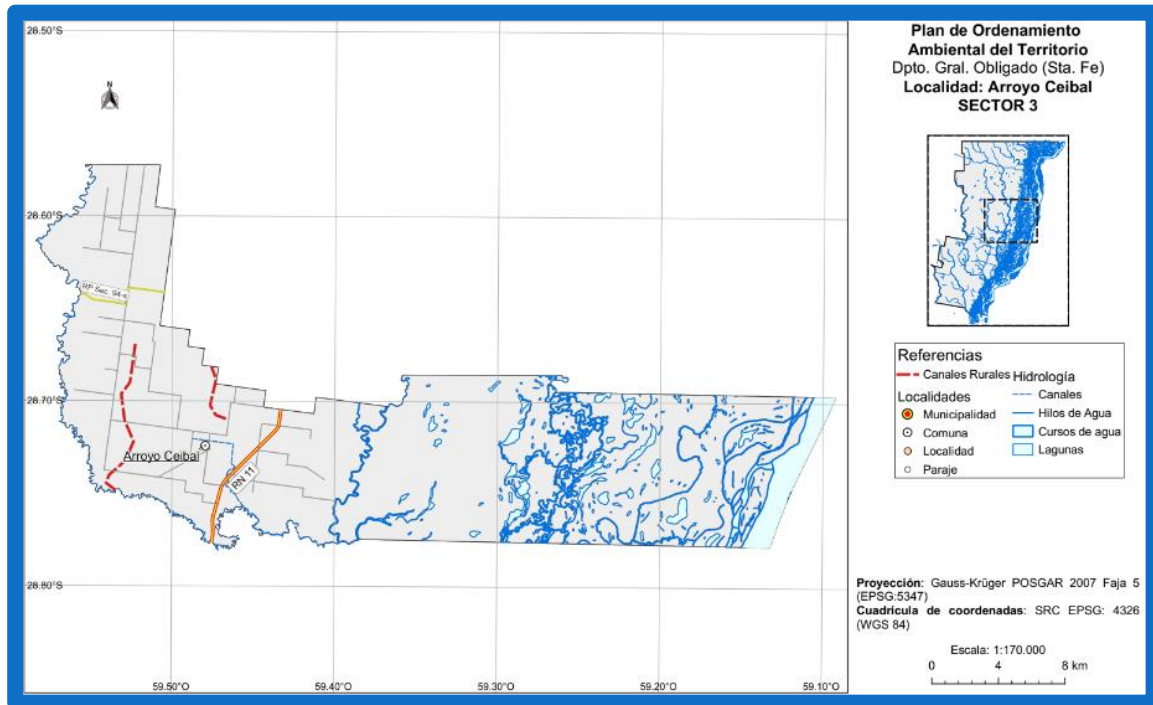 28.50°S
28.60°S
28.70°S
28.80°S
59.50°O
59.40°O
59.30°O
59.20°O
59.10°O
N
RP Sec. 94-s
Arroyo Ceibal
RN 11
Plan de Ordenamiento
Ambiental del Territorio
Dpto. Gral. Obligado (Sta. Fe)
Localidad: Arroyo Ceibal
SECTOR 3
Referencias
Canales Rurales
Localidades
Municipalidad
Comuna
Localidad
Paraje
Hidrología
Canales
Hilos de Agua
Cursos de agua
Lagunas
Proyección: Gauss-Krüger POSGAR 2007 Faja 5
(EPSG:5347)
Cuadrícula de coordenadas: SRC EPSG: 4326
(WGS 84)
Escala: 1:170.000
0 4 8 km